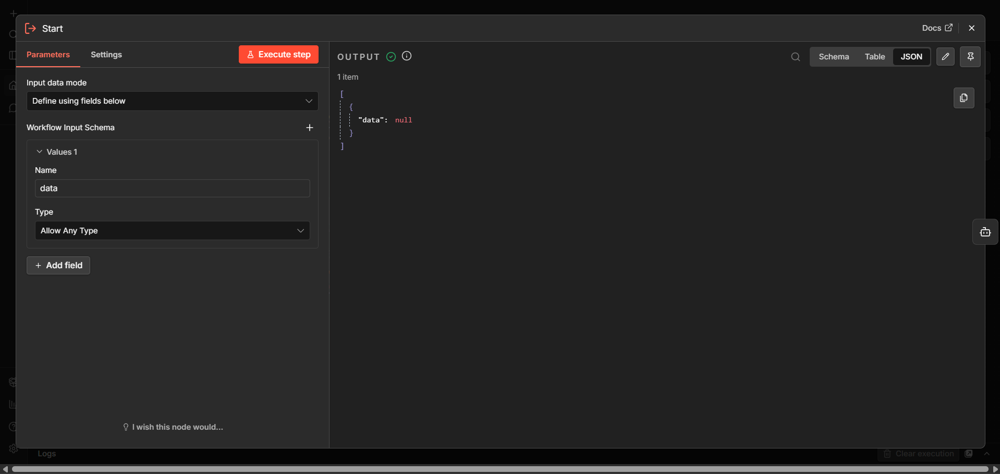 Start
Docs
Parameters
Settings
Execute step
Input data mode
Define using fields below
Workflow Input Schema
Values 1
Name
data
Type
Allow Any Type
Add field
I wish this node would...
OUTPUT
Schema
Table
JSON
1 item
[
{
"data": null
}
]
Logs
Clear execution